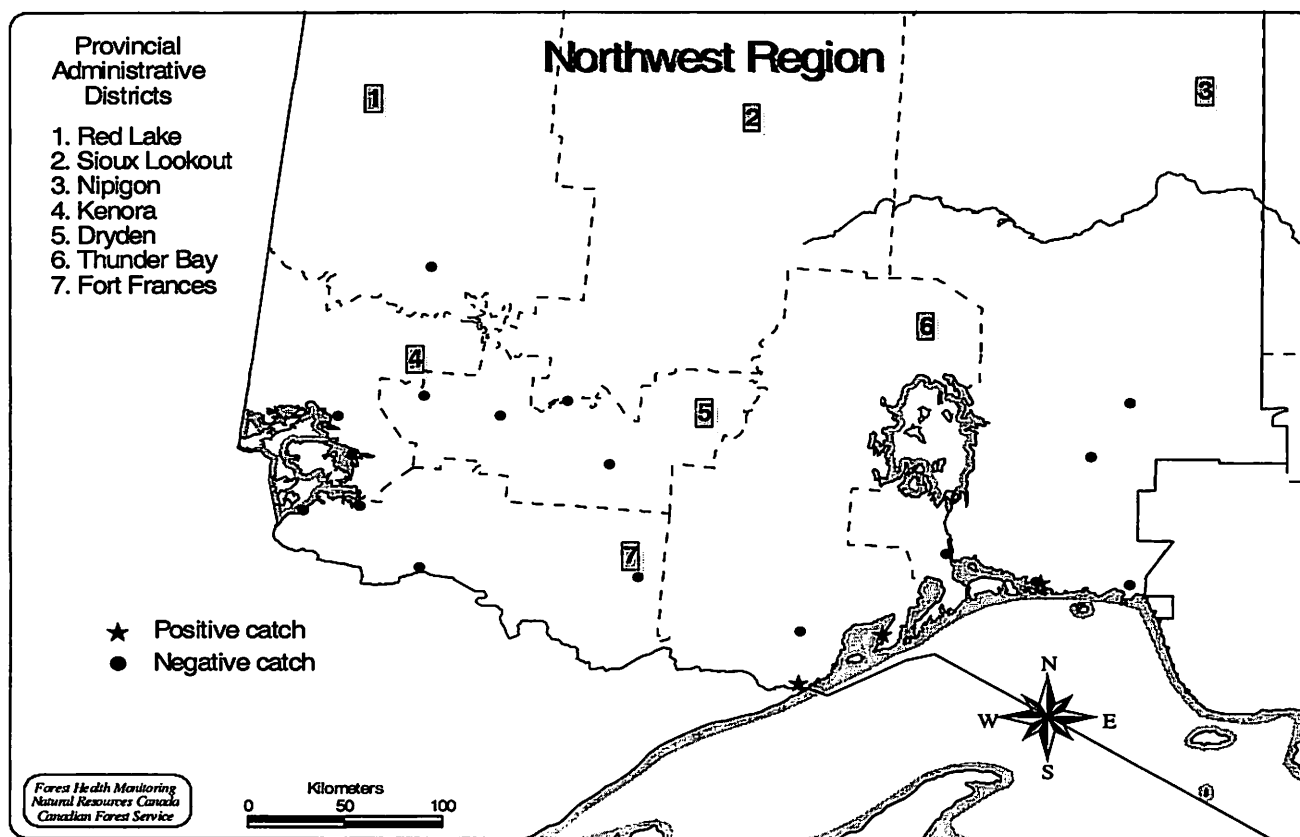 Provincial
Administrative
Districts
1. Red Lake
2. Sioux Lookout
3. Nipigon
4. Kenora
5. Dryden
6. Thunder Bay
7. Fort Frances
Northwest Region
1
2
3
4
5
6
7
Positive catch
Negative catch
N
W
E
S
Forest Health Monitoring
Natural Resources Canada
Canadian Forest Service
Kilometers
0 50 100